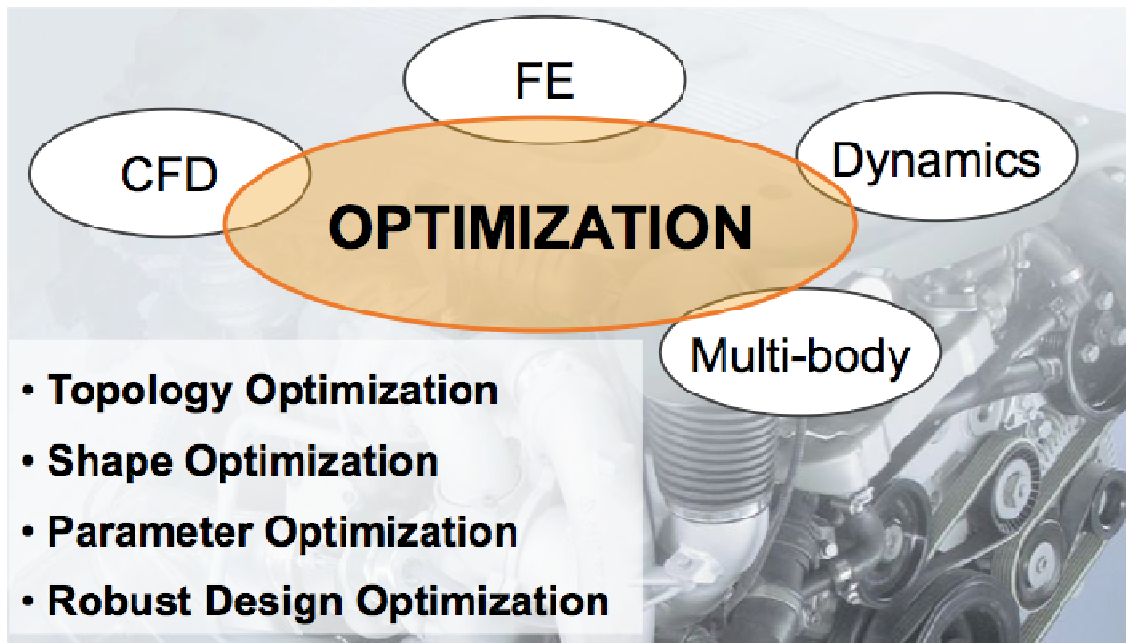 FE
CFD
Dynamics
OPTIMIZATION
Multi-body
• Topology Optimization
• Shape Optimization
• Parameter Optimization
• Robust Design Optimization